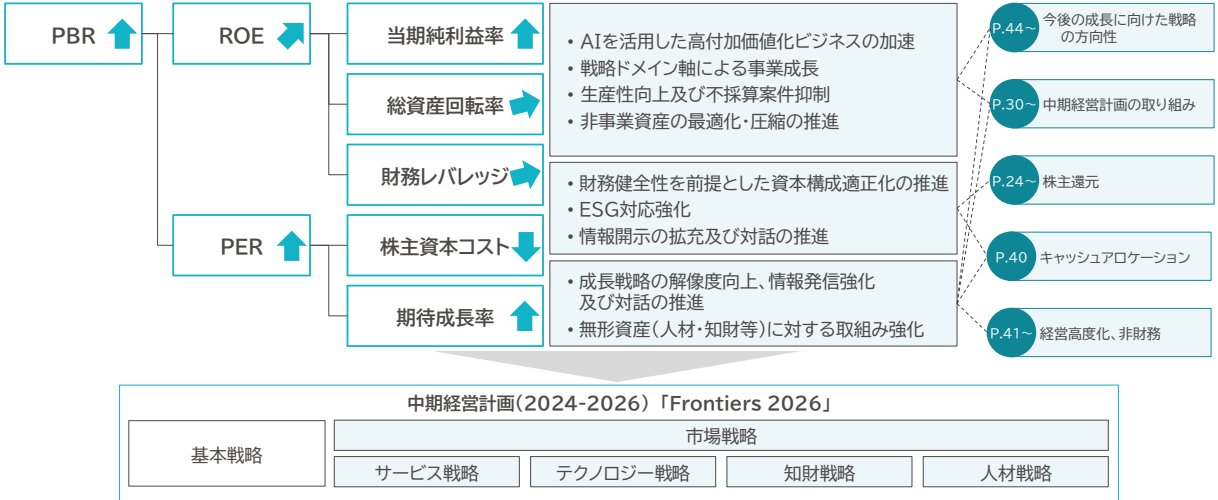 PBR
ROE
PER
当期純利益率
総資産回転率
財務レバレッジ
株主資本コスト
期待成長率
・AIを活用した高付加価値化ビジネスの加速
・戦略ドメイン軸による事業成長
・生産性向上及び不採算案件抑制
・非事業資産の最適化・圧縮の推進
・財務健全性を前提とした資本構成適正化の推進
・ESG対応強化
・情報開示の拡充及び対話の推進
・成長戦略の解像度向上、情報発信強化
及び対話の推進
・無形資産(人材・知財等)に対する取組み強化
P.44~ 今後の成長に向けた戦略
の方向性
P.30~ 中期経営計画の取り組み
P.24~ 株主還元
P.40 キャッシュアロケーション
P.41~ 経営高度化、非財務
中期経営計画(2024-2026)「Frontiers 2026」
基本戦略
市場戦略
サービス戦略
テクノロジー戦略
知財戦略
人材戦略